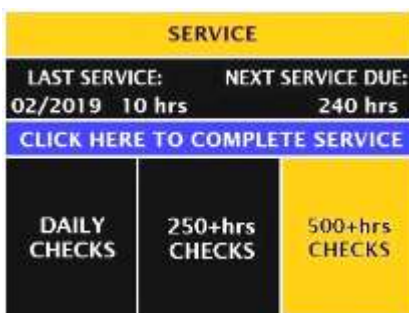 SERVICE
LAST SERVICE: NEXT SERVICE DUE:
02/2019 10 hrs 240 hrs
CLICK HERE TO COMPLETE SERVICE
DAILY CHECKS
250+hrs CHECKS
500+hrs CHECKS